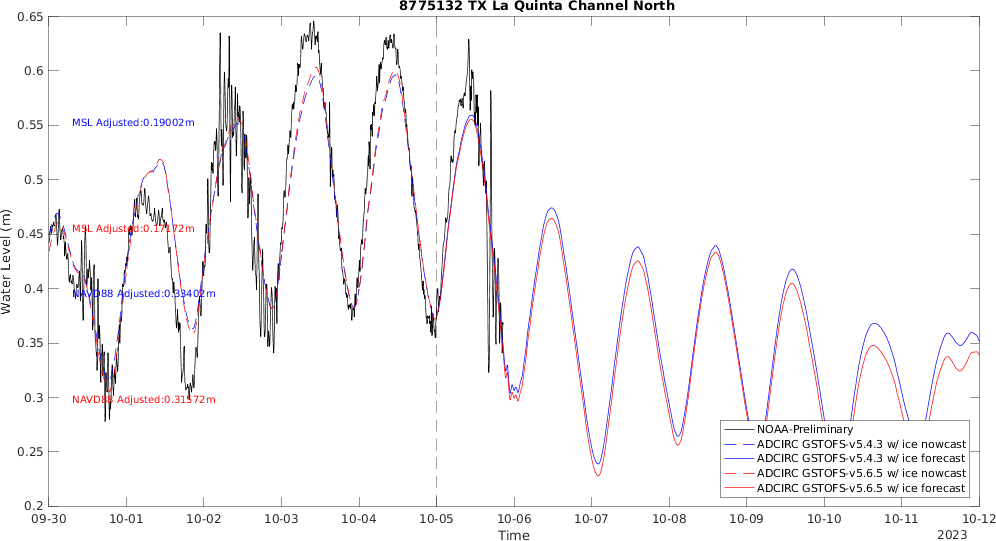 8775132 TX La Quinta Channel North
0.65
0.6
0.55
0.5
0.45
0.4
0.35
0.3
0.25
0.2
Water Level (m)
MSL Adjusted:0.19002m
MSL Adjusted:0.17172m
NAVD88 Adjusted:0.33402m
NAVD88 Adjusted:0.31572m
NOAA-Preliminary
ADCIRC GSTOFS-v5.4.3 w/ ice nowcast
ADCIRC GSTOFS-v5.4.3 w/ ice forecast
ADCIRC GSTOFS-v5.6.5 w/ ice nowcast
ADCIRC GSTOFS-v5.6.5 w/ ice forecast
09-30 10-01 10-02 10-03 10-04 10-05 10-06 10-07 10-08 10-09 10-10 10-11 10-12
Time
2023